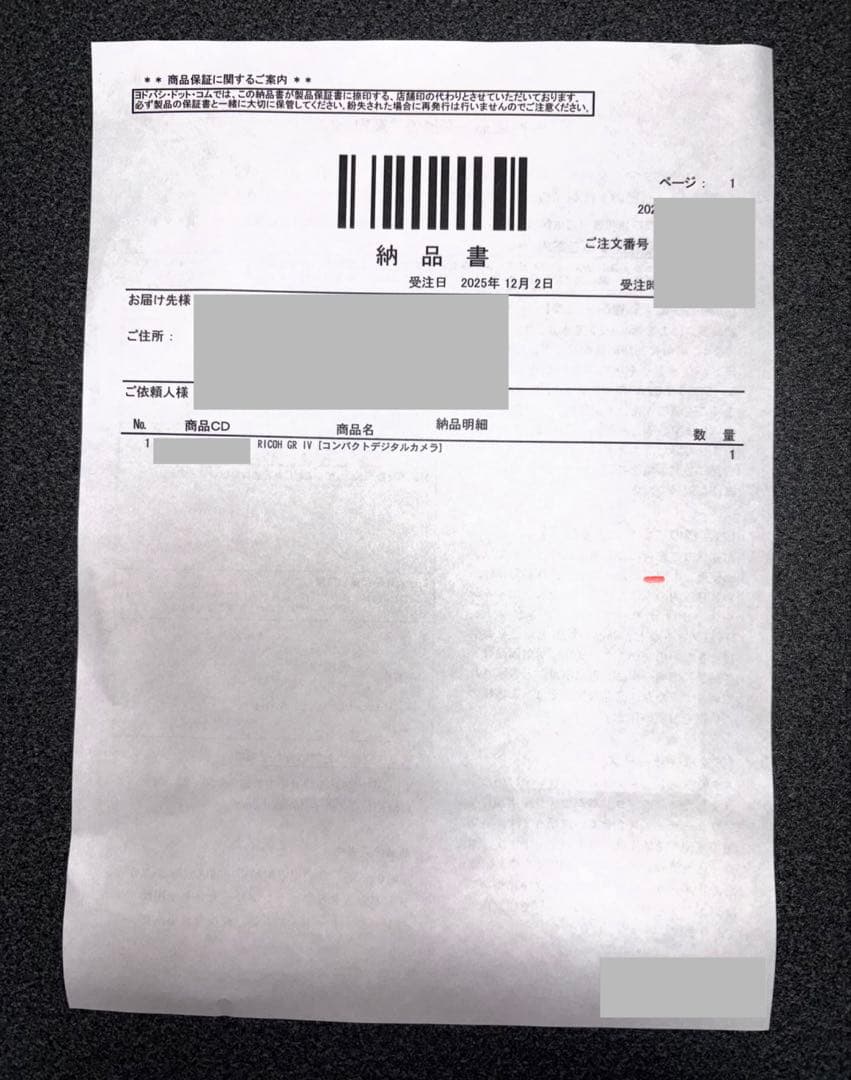 ** 商品保証に関するご案内 **
ヨドバシ・ドット・コムでは、この納品書が製品保証書に捺印する、店舗印の代わりとさせていただいております。
必ず製品の保証書と一緒に大切に保管してください。紛失された場合に再発行は行いませんのでご注意ください。
ページ： 1
202
納品書
ご注文番号
受注日 2025年 12月 2日 受注時
お届け先様
ご住所：
ご依頼人様
No. 商品CD 商品名 納品明細 数量
1 RICOH GR IV [コンパクトデジタルカメラ] 1